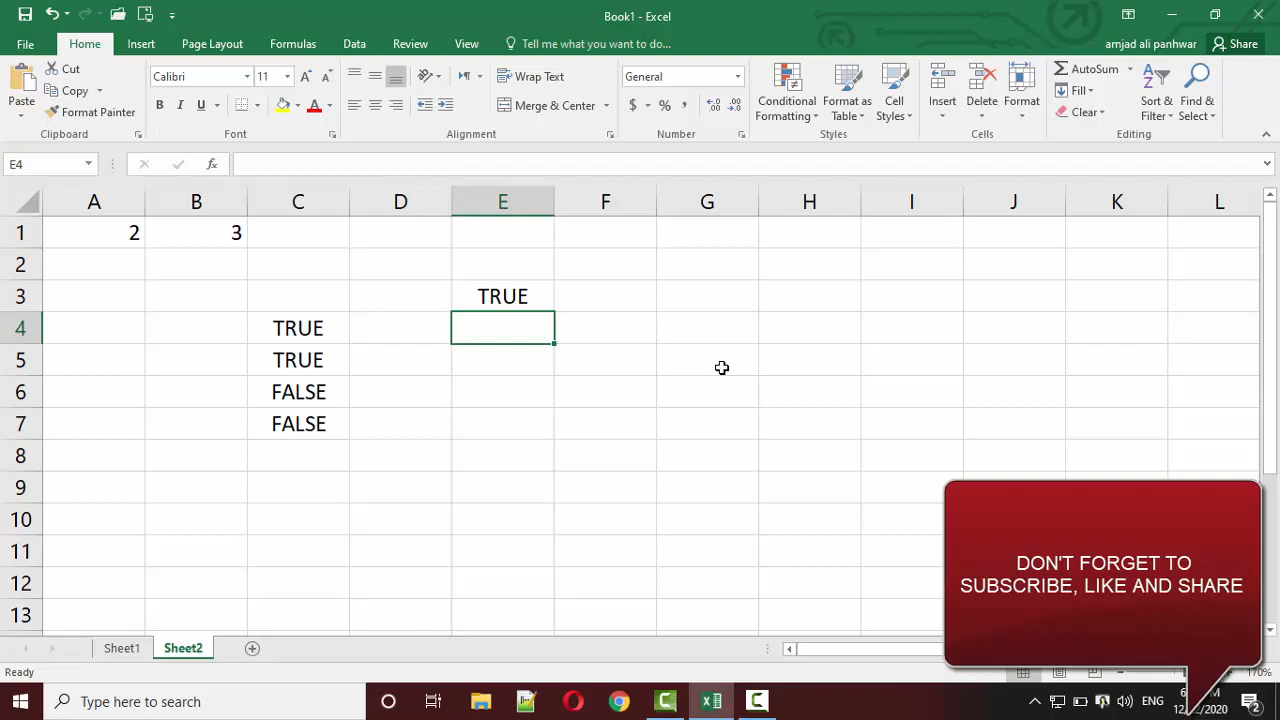 Book1 - Excel
File Home Insert Page Layout Formulas Data Review View Tell me what you want to do... amjad ali panhwar Share
Paste Cut Copy Format Painter
Calibri 11
B I U
Wrap Text
Merge & Center
General
$ % ,
Conditional Formatting Format as Table Cell Styles
Insert Delete Format
AutoSum Fill Clear
Sort & Filter Find & Select
Clipboard Font Alignment Number Styles Cells Editing
E4 fx
A B C D E F G H I J K L
1 2 3
2
3 TRUE
4 TRUE
5 TRUE
6 FALSE
7 FALSE
8
9
10
11
12
13
DON'T FORGET TO
SUBSCRIBE, LIKE AND SHARE
Sheet1 Sheet2
Ready 170%
Type here to search ENG
2